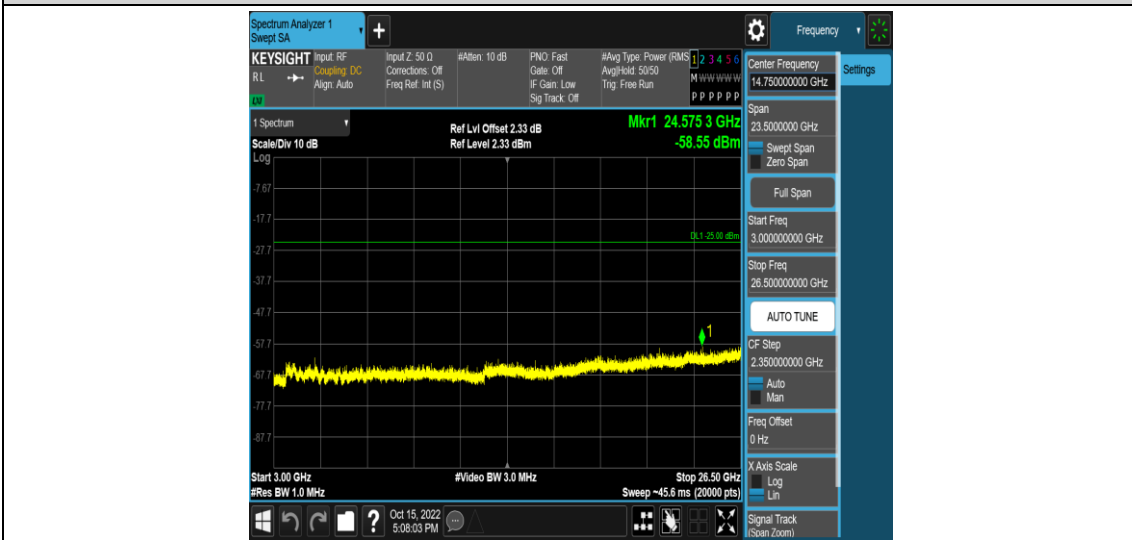 Spectrum Analyzer 1
Swept SA
+
Frequency
KEYSIGHT
RL
LXI
Input: RF
Coupling: DC
Align: Auto
Input Z: 50 Ω
Corrections: Off
Freq Ref: Int (S)
#Atten: 10 dB
PNO: Fast
Gate: Off
IF Gain: Low
Sig Track: Off
#Avg Type: Power (RMS
Avg|Hold: 50/50
Trig: Free Run
1 2 3 4 5 6
M W W W W W
P P P P P P
1 Spectrum
Scale/Div 10 dB
Log
Ref Lvl Offset 2.33 dB
Ref Level 2.33 dBm
Mkr1 24.575 3 GHz
-58.55 dBm
-7.67
-17.7
DL1 -25.00 dBm
-27.7
-37.7
-47.7
1
-57.7
-67.7
-77.7
-87.7
Start 3.00 GHz
#Res BW 1.0 MHz
#Video BW 3.0 MHz
Stop 26.50 GHz
Sweep ~45.6 ms (20000 pts)
Center Frequency
14.750000000 GHz
Settings
Span
23.5000000 GHz
Swept Span
Zero Span
Full Span
Start Freq
3.000000000 GHz
Stop Freq
26.500000000 GHz
AUTO TUNE
CF Step
2.350000000 GHz
Auto
Man
Freq Offset
0 Hz
X Axis Scale
Log
Lin
Signal Track
(Span Zoom)
?
Oct 15, 2022
5:08:03 PM